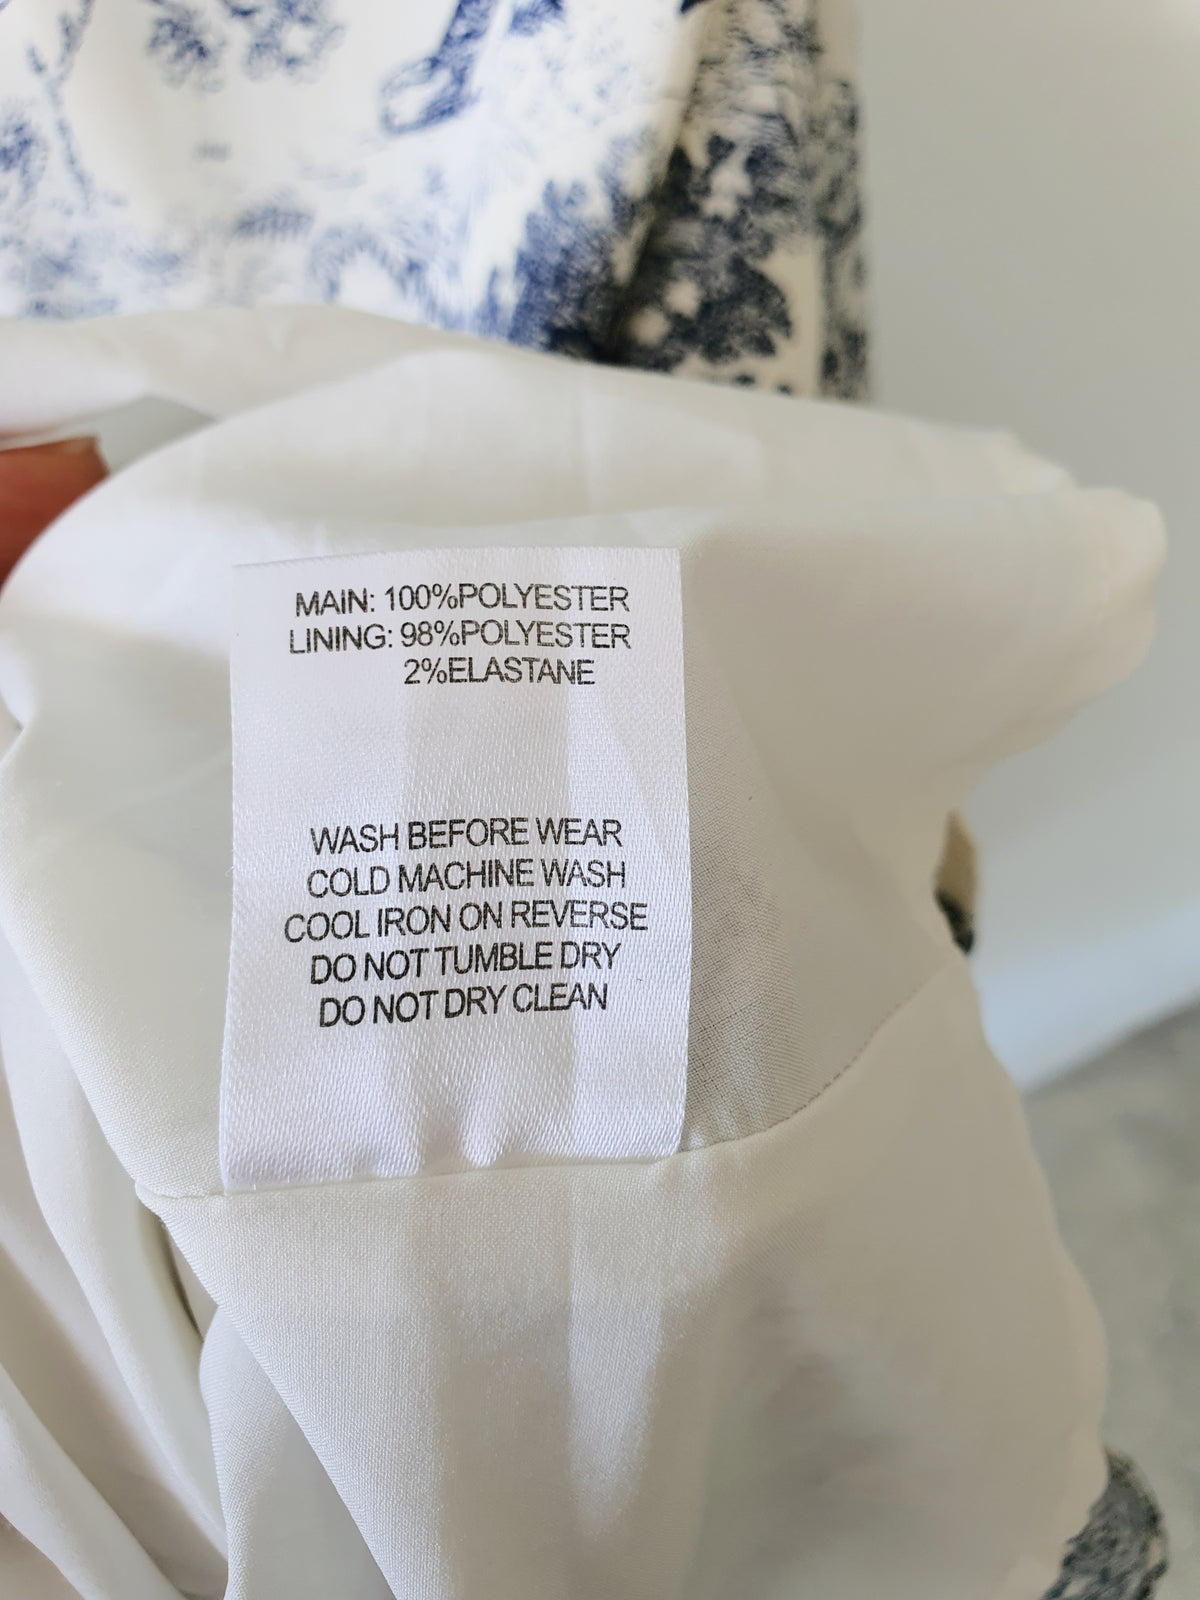 MAIN: 100%POLYESTER
LINING: 98%POLYESTER
2%ELASTANE
WASH BEFORE WEAR
COLD MACHINE WASH
COOL IRON ON REVERSE
DO NOT TUMBLE DRY
DO NOT DRY CLEAN